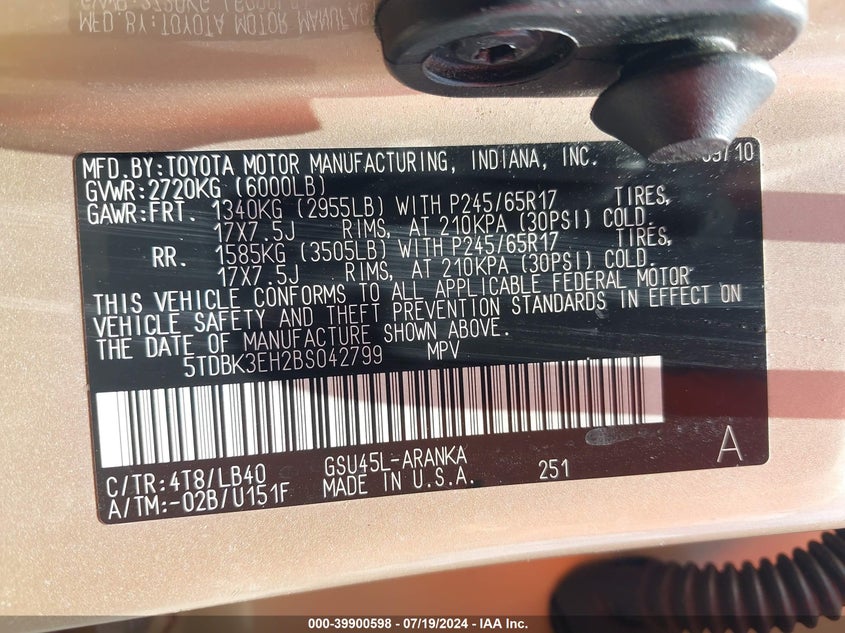 MFD.BY:TOYOTA MOTOR MANUFACTURING, INDIANA, INC. 09/10
GVWR:2720KG (6000LB)
GAWR:FRT. 1340KG (2955LB) WITH P245/65R17 TIRES,
17X7.5J RIMS, AT 210KPA (30PSI) COLD.
RR. 1585KG (3505LB) WITH P245/65R17 TIRES,
17X7.5J RIMS, AT 210KPA (30PSI) COLD.
THIS VEHICLE CONFORMS TO ALL APPLICABLE FEDERAL MOTOR
VEHICLE SAFETY AND THEFT PREVENTION STANDARDS IN EFFECT ON
THE DATE OF MANUFACTURE SHOWN ABOVE.
5TDBK3EH2BS042799 MPV
C/TR:4T8/LB40 GSU45L-ARANKA
A/TM:-02B/U151F MADE IN U.S.A. 251 A
000-39900598 - 07/19/2024 - IAA Inc.